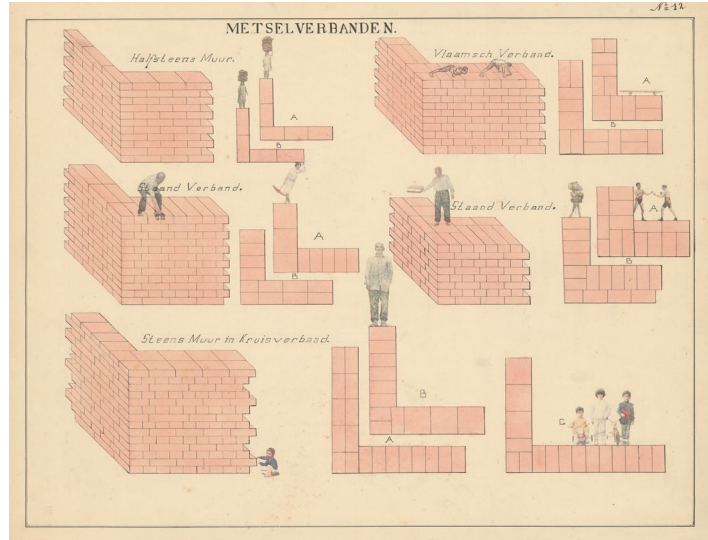 Nº 12
METSELVERBANDEN.
Halfsteens Muur.
A
B
Vlaamsch Verband.
A
B
Staand Verband.
A
B
Staand Verband.
A
B
Steens Muur in Kruisverband.
B
A
C